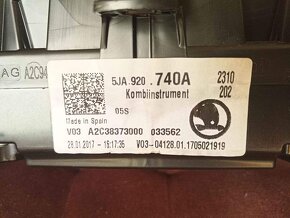 AG A2C94
5JA.920.740A
2310
202
Kombiinstrument
05S
Made in Spain
V03 A2C38373000 033562
28.01.2017 - 16:17:35 V03-04128.01.1705021919